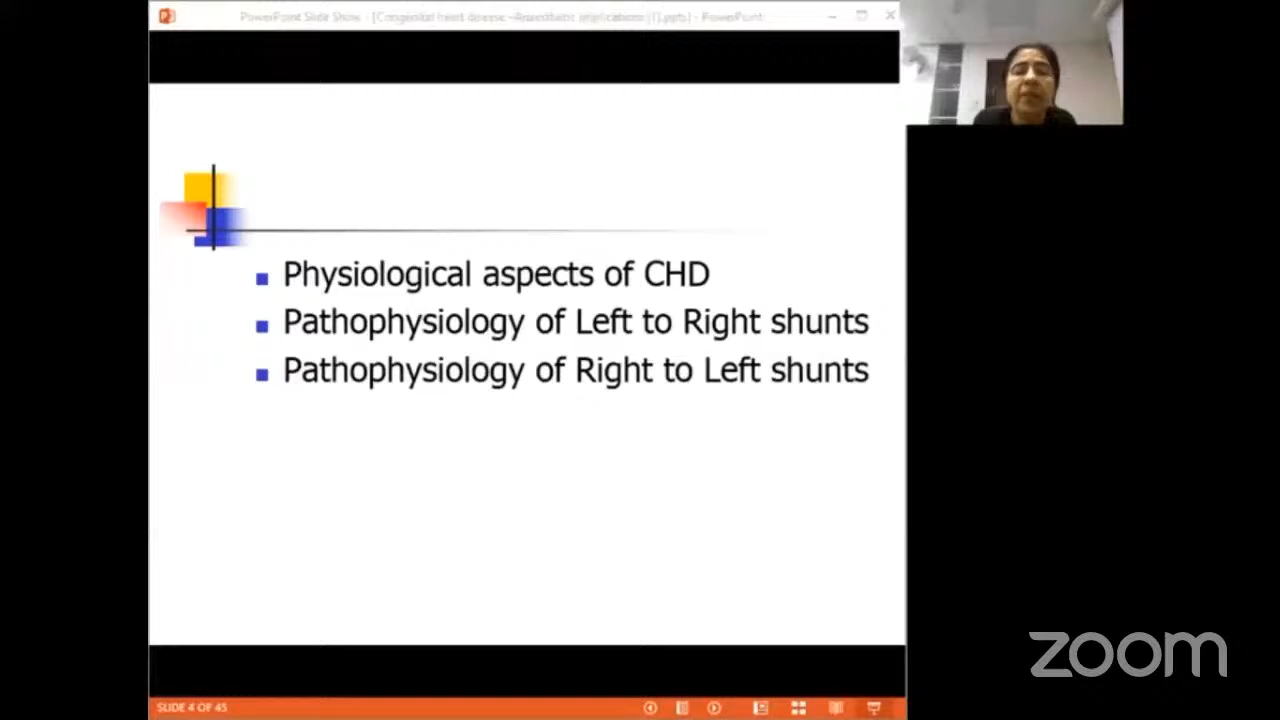 PowerPoint Slide Show - [Congenital heart disease -Anaesthetic implications (1).ppts] - PowerPoint
Physiological aspects of CHD
Pathophysiology of Left to Right shunts
Pathophysiology of Right to Left shunts
zoom
SLIDE 4 OF 45